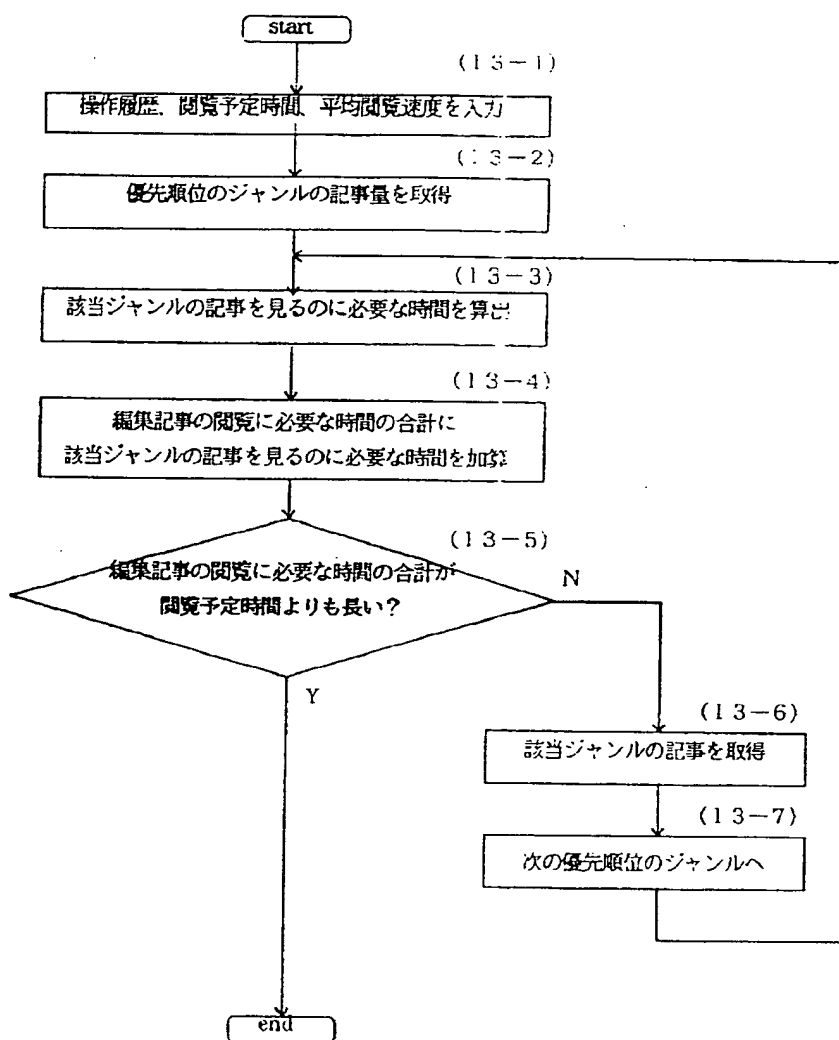 start
(13-1)
操作履歴、閲覧予定時間、平均閲覧速度を入力
(13-2)
優先順位のジャンルの記事量を取得
(13-3)
該当ジャンルの記事を見るのに必要な時間を算出
(13-4)
編集記事の閲覧に必要な時間の合計に
該当ジャンルの記事を見るのに必要な時間を加算
(13-5)
編集記事の閲覧に必要な時間の合計が
閲覧予定時間よりも長い?
N
Y
(13-6)
該当ジャンルの記事を取得
(13-7)
次の優先順位のジャンルへ
end